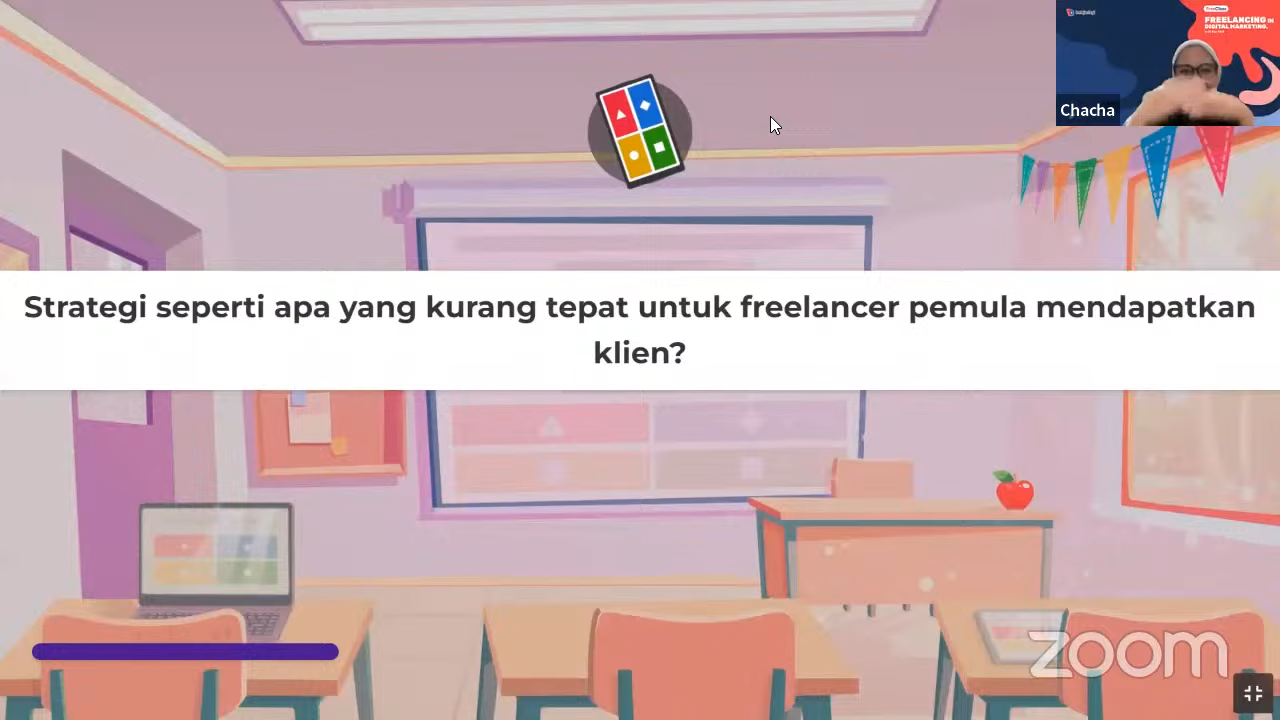 FREELANCING IN
DIGITAL MARKETING.
Chacha
Strategi seperti apa yang kurang tepat untuk freelancer pemula mendapatkan
klien?
zoom